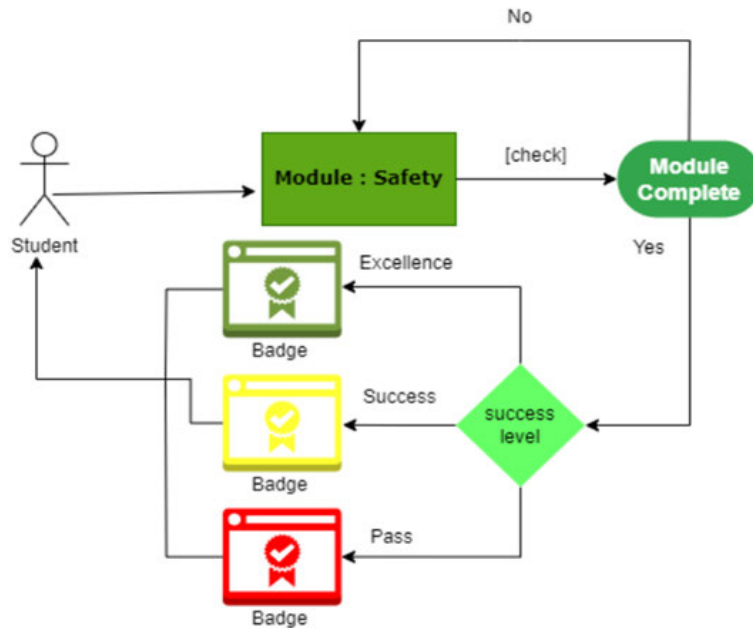 No
Module : Safety
[check]
Module
Complete
Student
Yes
Excellence
Badge
Success
success
level
Badge
Pass
Badge